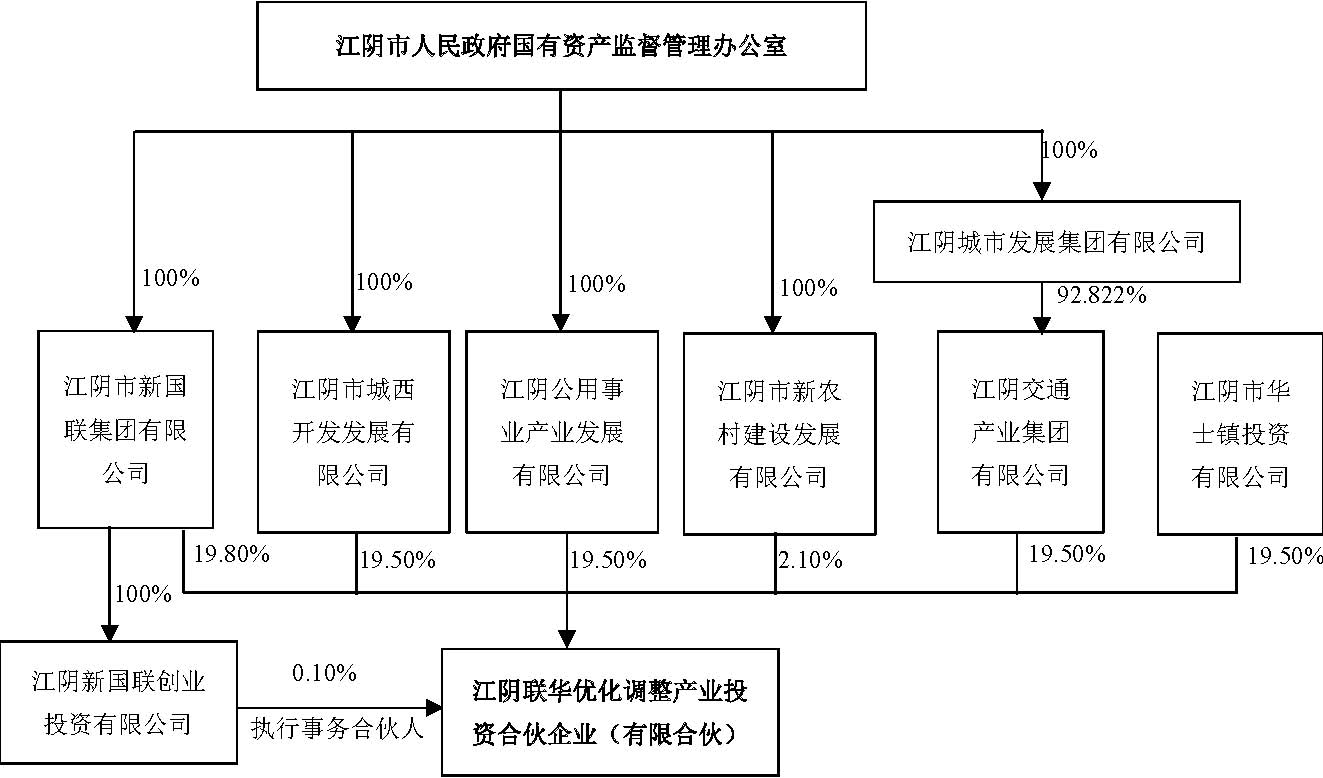 江阴市人民政府国有资产监督管理办公室
100%
江阴城市发展集团有限公司
100%
100%
100%
100%
92.822%
江阴市新国
联集团有限
公司
江阴市城西
开发发展有
限公司
江阴公用事
业产业发展
有限公司
江阴市新农
村建设发展
有限公司
江阴交通
产业集团
有限公司
江阴市华
士镇投资
有限公司
19.80%
19.50%
19.50%
2.10%
19.50%
19.50%
100%
江阴新国联创业
投资有限公司
0.10%
执行事务合伙人
江阴联华优化调整产业投
资合伙企业（有限合伙）